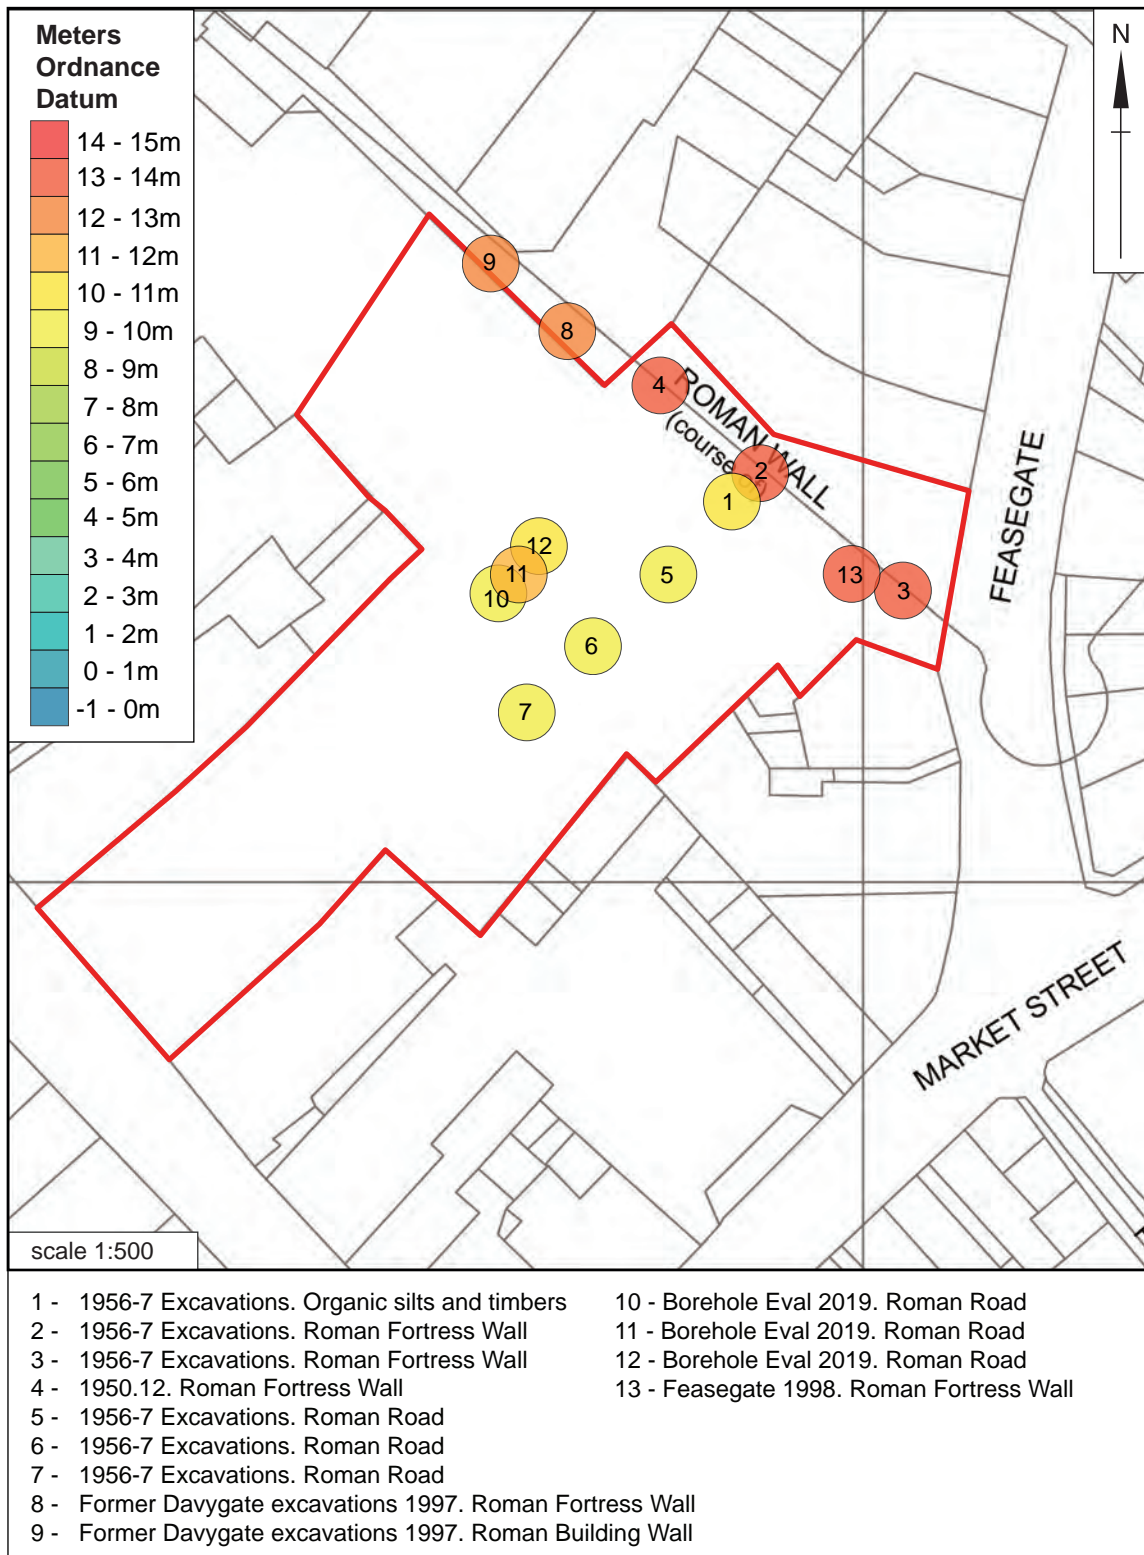 Meters
Ordnance
Datum
14 - 15m
13 - 14m
12 - 13m
11 - 12m
10 - 11m
9 - 10m
8 - 9m
7 - 8m
6 - 7m
5 - 6m
4 - 5m
3 - 4m
2 - 3m
1 - 2m
0 - 1m
-1 - 0m
N
9
8
4
ROMAN WALL
(course of)
2
1
FEASEGATE
12
11
10
5
13
3
6
7
MARKET STREET
scale 1:500
1 - 1956-7 Excavations. Organic silts and timbers
2 - 1956-7 Excavations. Roman Fortress Wall
3 - 1956-7 Excavations. Roman Fortress Wall
4 - 1950.12. Roman Fortress Wall
5 - 1956-7 Excavations. Roman Road
6 - 1956-7 Excavations. Roman Road
7 - 1956-7 Excavations. Roman Road
8 - Former Davygate excavations 1997. Roman Fortress Wall
9 - Former Davygate excavations 1997. Roman Building Wall
10 - Borehole Eval 2019. Roman Road
11 - Borehole Eval 2019. Roman Road
12 - Borehole Eval 2019. Roman Road
13 - Feasegate 1998. Roman Fortress Wall